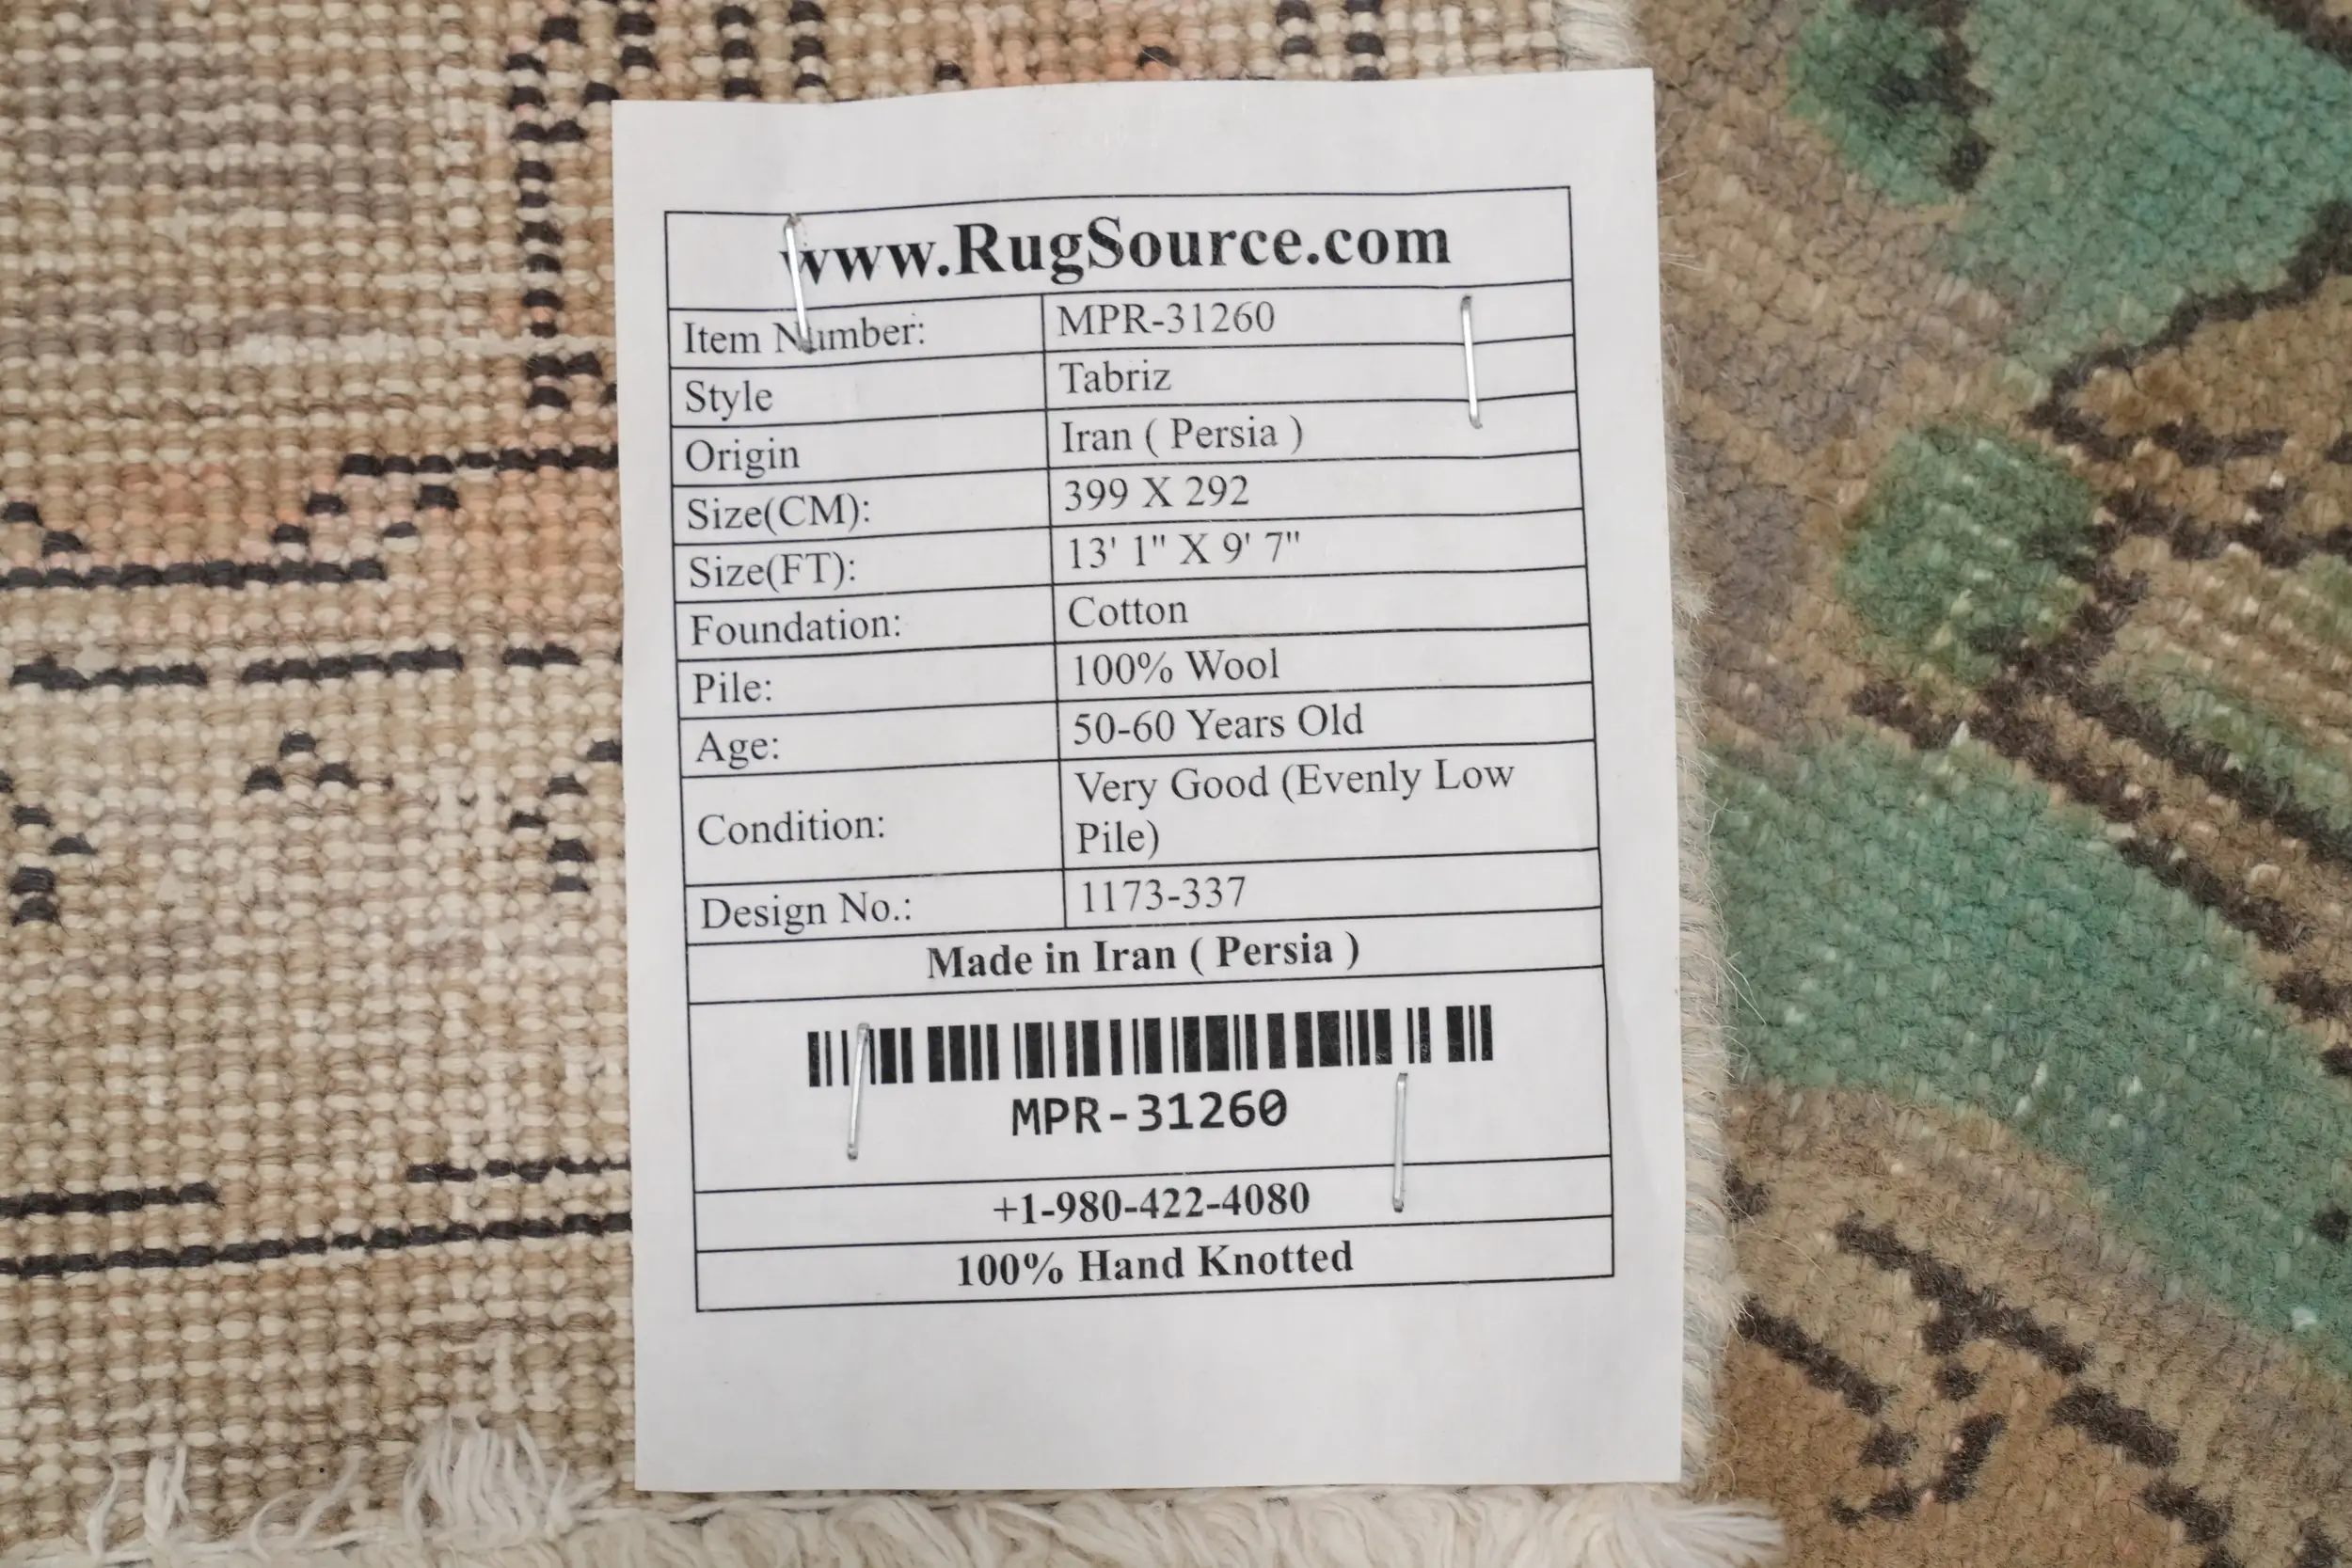 www.RugSource.com
Item Number: MPR-31260
Style Tabriz
Origin Iran ( Persia )
Size(CM): 399 X 292
Size(FT): 13' 1" X 9' 7"
Foundation: Cotton
Pile: 100% Wool
Age: 50-60 Years Old
Condition: Very Good (Evenly Low
Pile)
Design No.: 1173-337
Made in Iran ( Persia )
MPR-31260
+1-980-422-4080
100% Hand Knotted